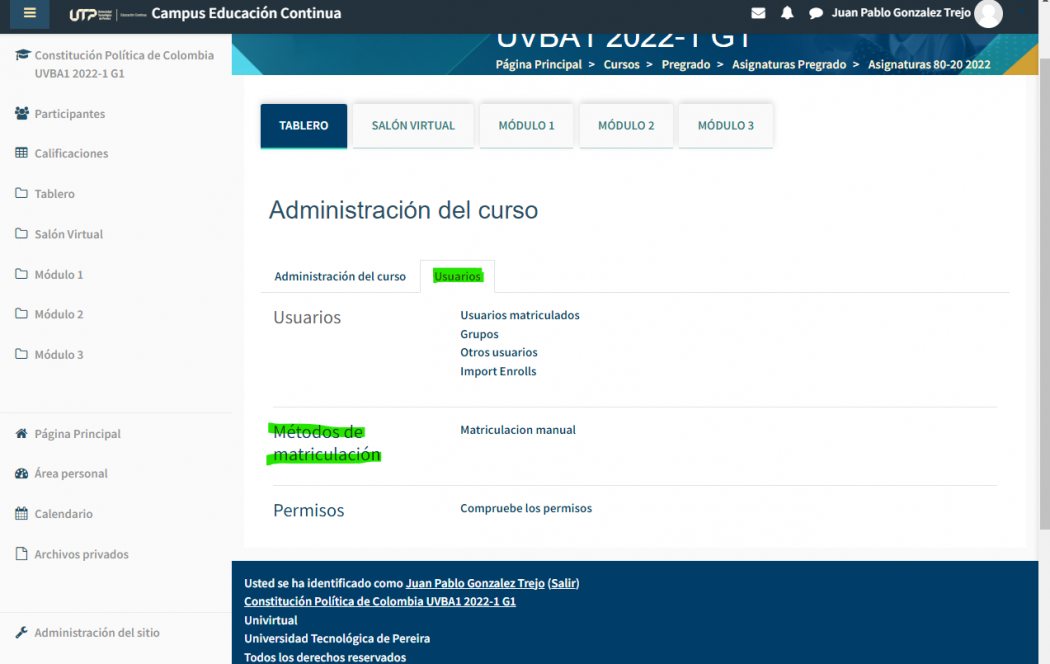 UTP
Campus Educación Continua
Juan Pablo Gonzalez Trejo
Constitución Política de Colombia
UVBA1 2022-1 G1
Participantes
Calificaciones
Tablero
Salón Virtual
Módulo 1
Módulo 2
Módulo 3
Página Principal
Área personal
Calendario
Archivos privados
Administración del sitio
UVBA1 2022-1 G1
Página Principal > Cursos > Pregrado > Asignaturas Pregrado > Asignaturas 80-20 2022
TABLERO
SALÓN VIRTUAL
MÓDULO 1
MÓDULO 2
MÓDULO 3
Administración del curso
Administración del curso
Usuarios
Usuarios
Usuarios matriculados
Grupos
Otros usuarios
Import Enrolls
Métodos de
matriculación
Matriculacion manual
Permisos
Compruebe los permisos
Usted se ha identificado como Juan Pablo Gonzalez Trejo (Salir)
Constitución Política de Colombia UVBA1 2022-1 G1
Univirtual
Universidad Tecnológica de Pereira
Todos los derechos reservados